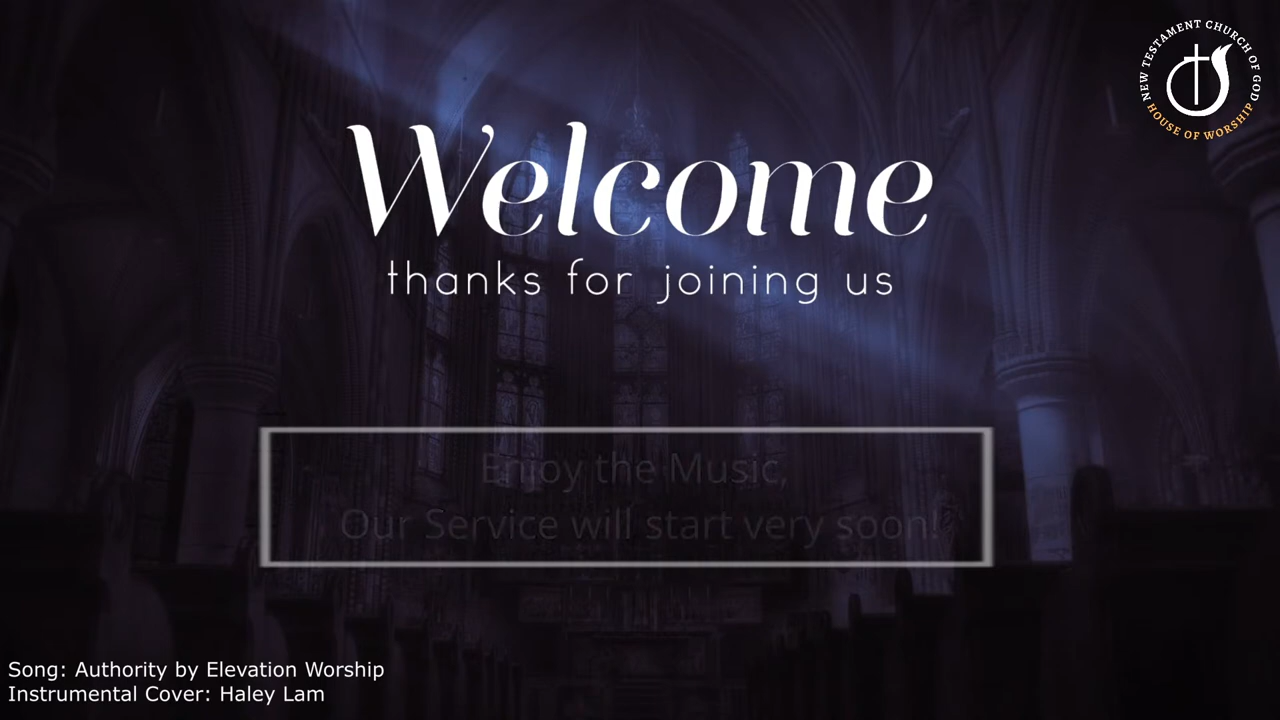 NEW TESTAMENT CHURCH OF GOD
HOUSE OF WORSHIP
Welcome
thanks for joining us
Enjoy the Music,
Our Service will start very soon!
Song: Authority by Elevation Worship
Instrumental Cover: Haley Lam